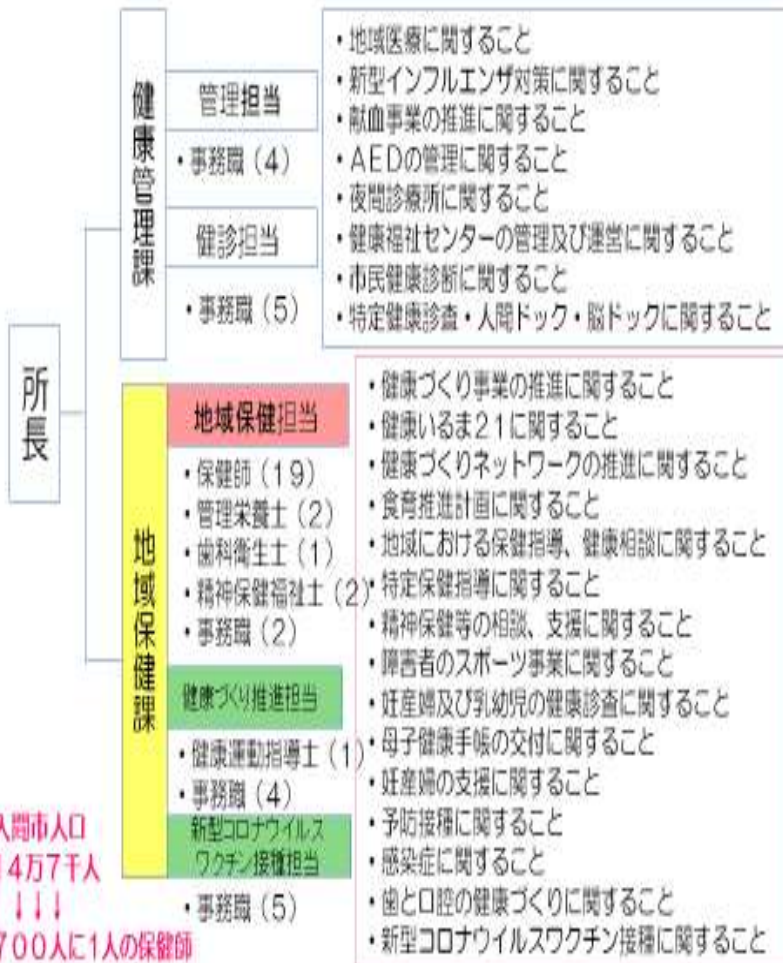 所長
健康管理課
管理担当
・事務職（4）
健診担当
・事務職（5）
・地域医療に関すること
・新型インフルエンザ対策に関すること
・献血事業の推進に関すること
・AEDの管理に関すること
・夜間診療所に関すること
・健康福祉センターの管理及び運営に関すること
・市民健康診断に関すること
・特定健康診査・人間ドック・脳ドックに関すること
地域保健課
地域保健担当
・保健師（19）
・管理栄養士（2）
・歯科衛生士（1）
・精神保健福祉士（2）
・事務職（2）
健康づくり推進担当
・健康運動指導士（1）
・事務職（4）
新型コロナウイルス
ワクチン接種担当
・事務職（5）
・健康づくり事業の推進に関すること
・健康いるま21に関すること
・健康づくりネットワークの推進に関すること
・食育推進計画に関すること
・地域における保健指導、健康相談に関すること
・特定保健指導に関すること
・精神保健等の相談、支援に関すること
・障害者のスポーツ事業に関すること
・妊産婦及び乳幼児の健康診査に関すること
・母子健康手帳の交付に関すること
・妊産婦の支援に関すること
・予防接種に関すること
・感染症に関すること
・歯と口腔の健康づくりに関すること
・新型コロナウイルスワクチン接種に関すること
入間市人口
14万7千人
↓↓↓
700人に1人の保健師